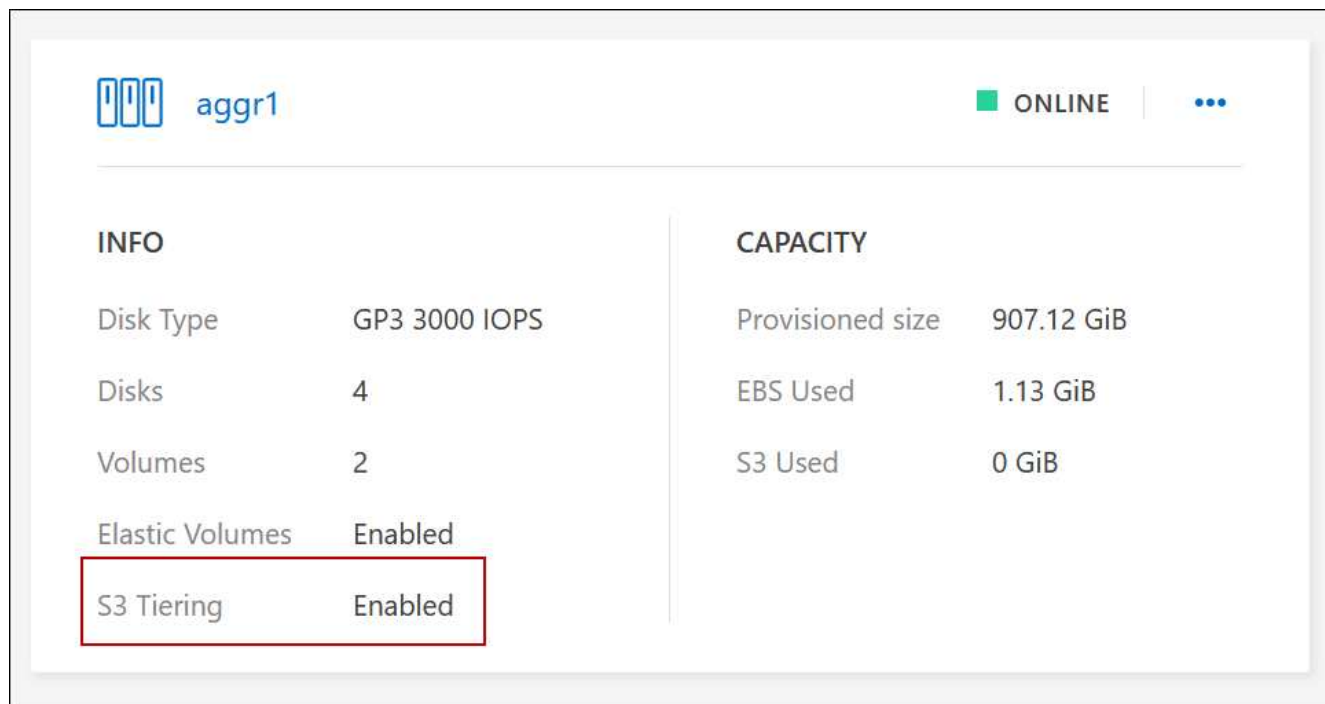 aggr1
ONLINE
INFO
Disk Type GP3 3000 IOPS
Disks 4
Volumes 2
Elastic Volumes Enabled
S3 Tiering Enabled
CAPACITY
Provisioned size 907.12 GiB
EBS Used 1.13 GiB
S3 Used 0 GiB